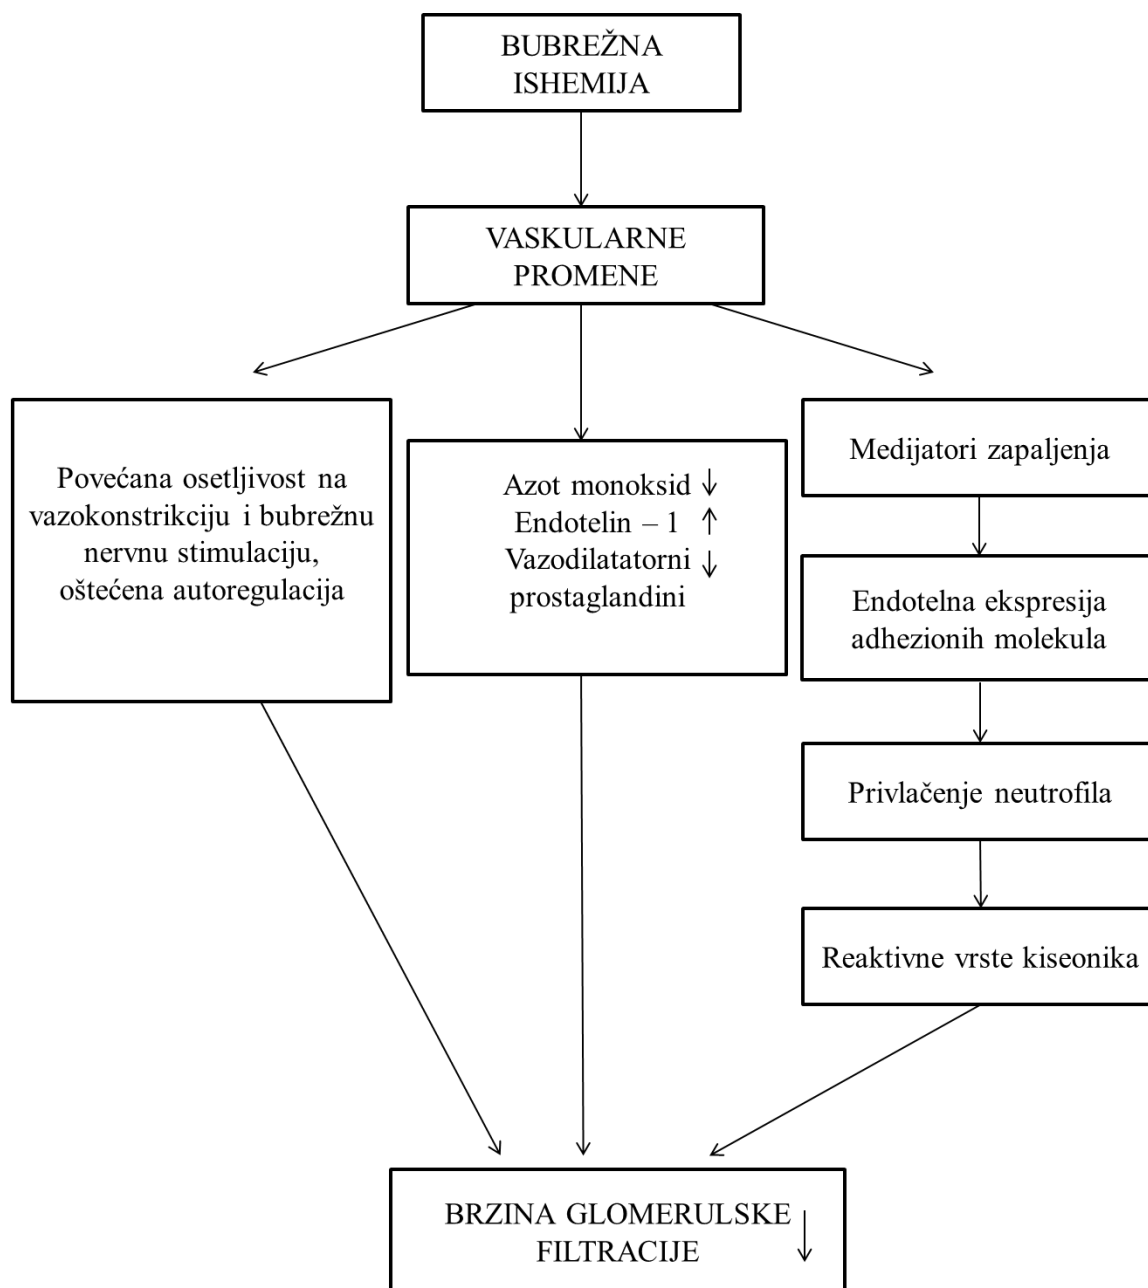 BUBREŽNA
ISHEMIJA
VASKULARNE
PROMENE
Povećana osetljivost na
vazokonstrikciju i bubrežnu
nervnu stimulaciju,
oštećena autoregulacija
Azot monoksid ↓
Endotelin – 1 ↑
Vazodilatatorni ↓
prostaglandini
Medijatori zapaljenja
Endotelna ekspresija
adhezionih molekula
Privlačenje neutrofila
Reaktivne vrste kiseonika
BRZINA GLOMERULSKE
FILTRACIJE ↓